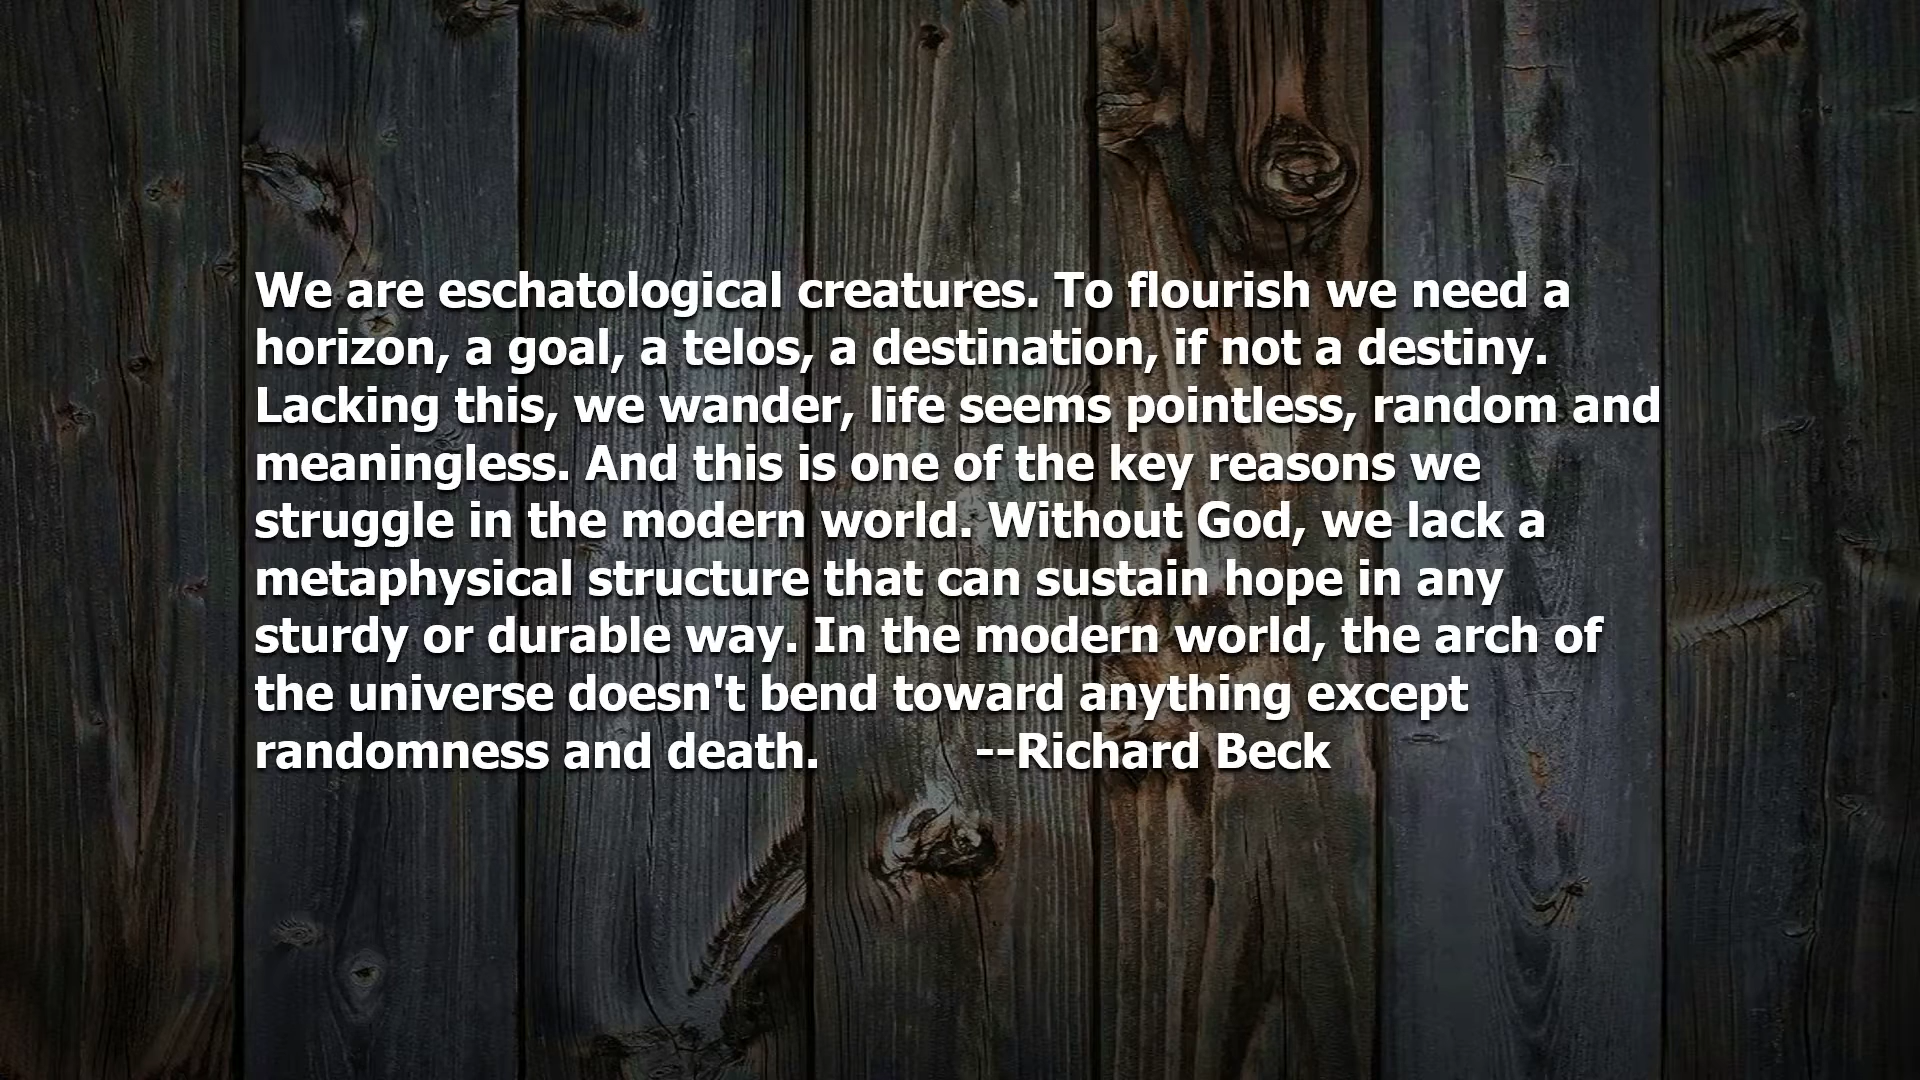 We are eschatological creatures. To flourish we need a
horizon, a goal, a telos, a destination, if not a destiny.
Lacking this, we wander, life seems pointless, random and
meaningless. And this is one of the key reasons we
struggle in the modern world. Without God, we lack a
metaphysical structure that can sustain hope in any
sturdy or durable way. In the modern world, the arch of
the universe doesn't bend toward anything except
randomness and death. --Richard Beck